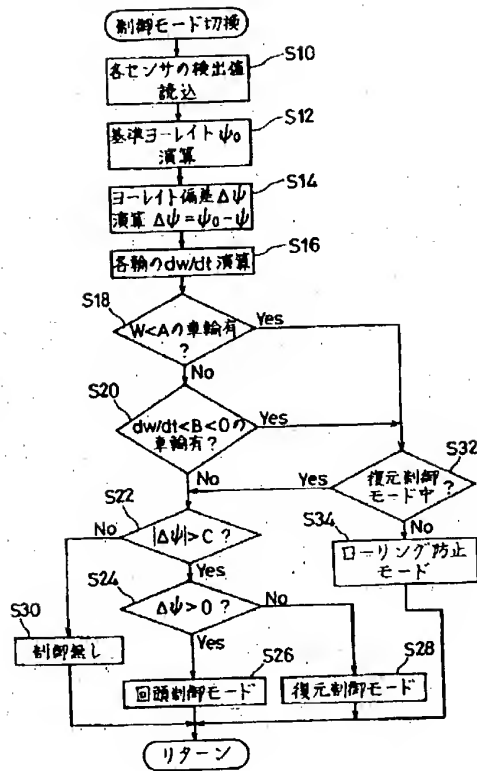 制御モード切換
S10
各センサの検出値
読込
S12
基準ヨーレイトψ₀
演算
S14
ヨーレイト偏差Δψ
演算 Δψ=ψ₀-ψ
S16
各輪のdw/dt演算
S18
W<Aの車輪有
?
Yes
No
S20
dw/dt<B<0の
車輪有?
Yes
No
S32
復元制御
モード中?
Yes
No
S22
|Δψ|>C?
No
Yes
S34
ローリング防止
モード
S24
Δψ>0?
No
Yes
S30
制御無し
S26
回頭制御モード
S28
復元制御モード
リターン